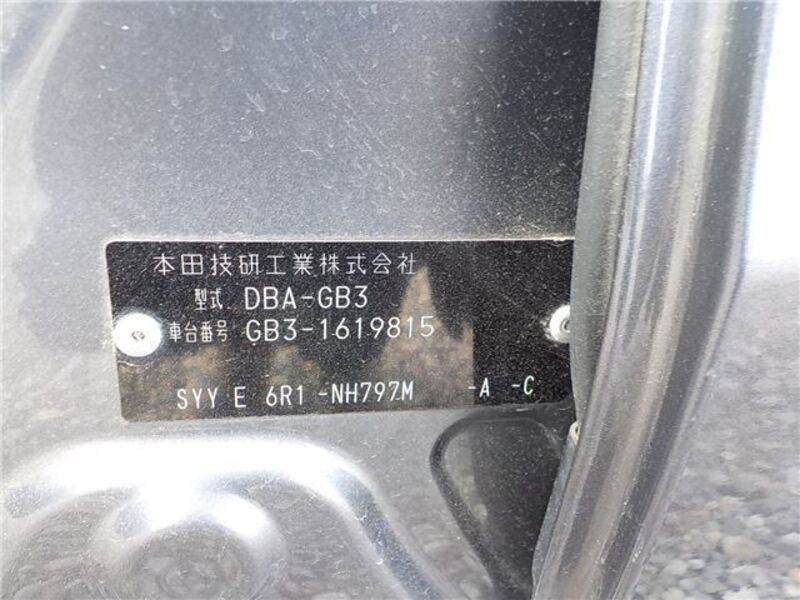 本田技研工業株式会社
型式 DBA-GB3
車台番号 GB3-1619815
SYY E 6R1 -NH797M -A -C